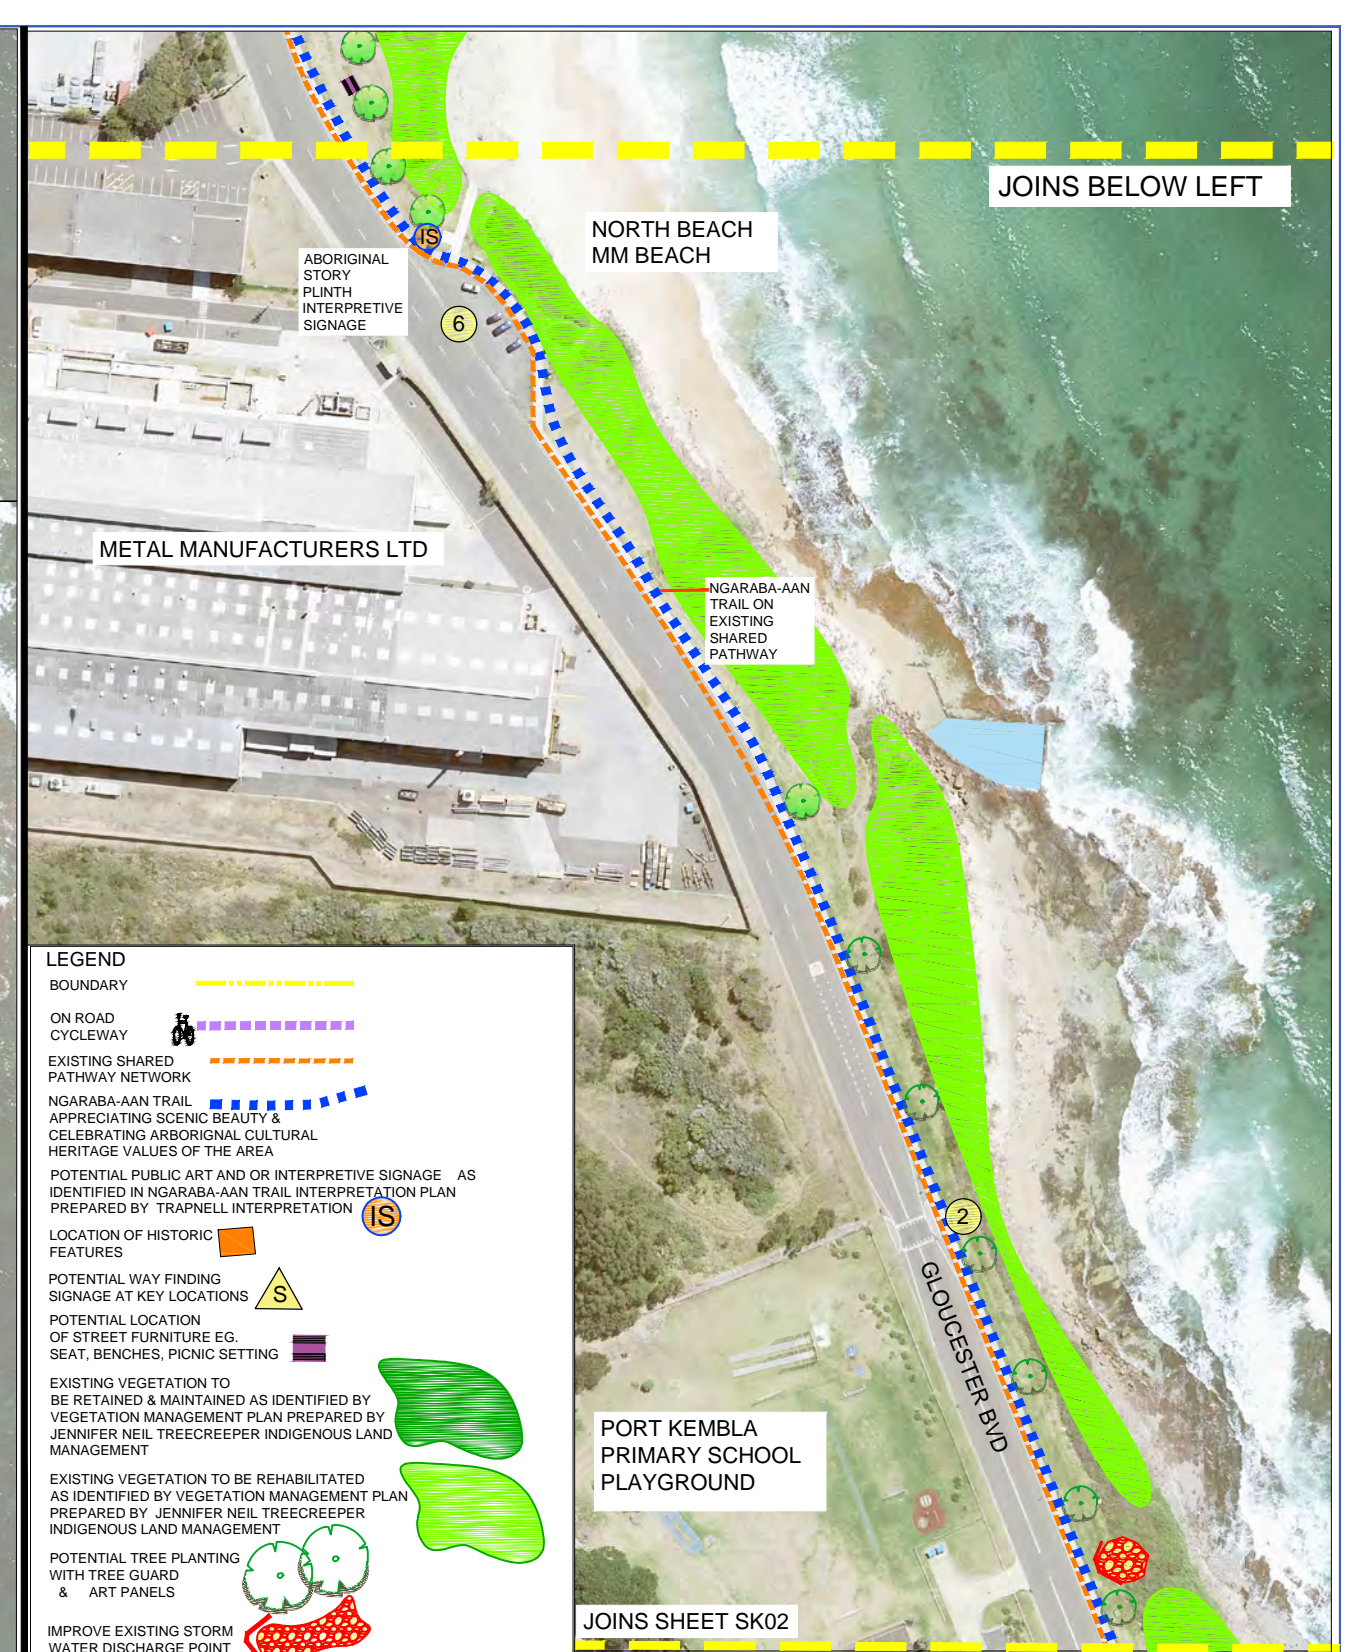 JOINS BELOW LEFT
NORTH BEACH
MM BEACH
IS
ABORIGINAL
STORY
PLINTH
INTERPRETIVE
SIGNAGE
6
METAL MANUFACTURERS LTD
NGARABA-AAN
TRAIL ON
EXISTING
SHARED
PATHWAY
2
GLOUCESTER BVD
PORT KEMBLA
PRIMARY SCHOOL
PLAYGROUND
JOINS SHEET SK02
LEGEND
BOUNDARY
ON ROAD
CYCLEWAY
EXISTING SHARED
PATHWAY NETWORK
NGARABA-AAN TRAIL
APPRECIATING SCENIC BEAUTY &
CELEBRATING ARBORIGNAL CULTURAL
HERITAGE VALUES OF THE AREA
POTENTIAL PUBLIC ART AND OR INTERPRETIVE SIGNAGE AS
IDENTIFIED IN NGARABA-AAN TRAIL INTERPRETATION PLAN
PREPARED BY TRAPNELL INTERPRETATION
IS
LOCATION OF HISTORIC
FEATURES
POTENTIAL WAY FINDING
SIGNAGE AT KEY LOCATIONS
S
POTENTIAL LOCATION
OF STREET FURNITURE EG.
SEAT, BENCHES, PICNIC SETTING
EXISTING VEGETATION TO
BE RETAINED & MAINTAINED AS IDENTIFIED BY
VEGETATION MANAGEMENT PLAN PREPARED BY
JENNIFER NEIL TREECREEPER INDIGENOUS LAND
MANAGEMENT
EXISTING VEGETATION TO BE REHABILITATED
AS IDENTIFIED BY VEGETATION MANAGEMENT PLAN
PREPARED BY JENNIFER NEIL TREECREEPER
INDIGENOUS LAND MANAGEMENT
POTENTIAL TREE PLANTING
WITH TREE GUARD
& ART PANELS
IMPROVE EXISTING STORM
WATER DISCHARGE POINT